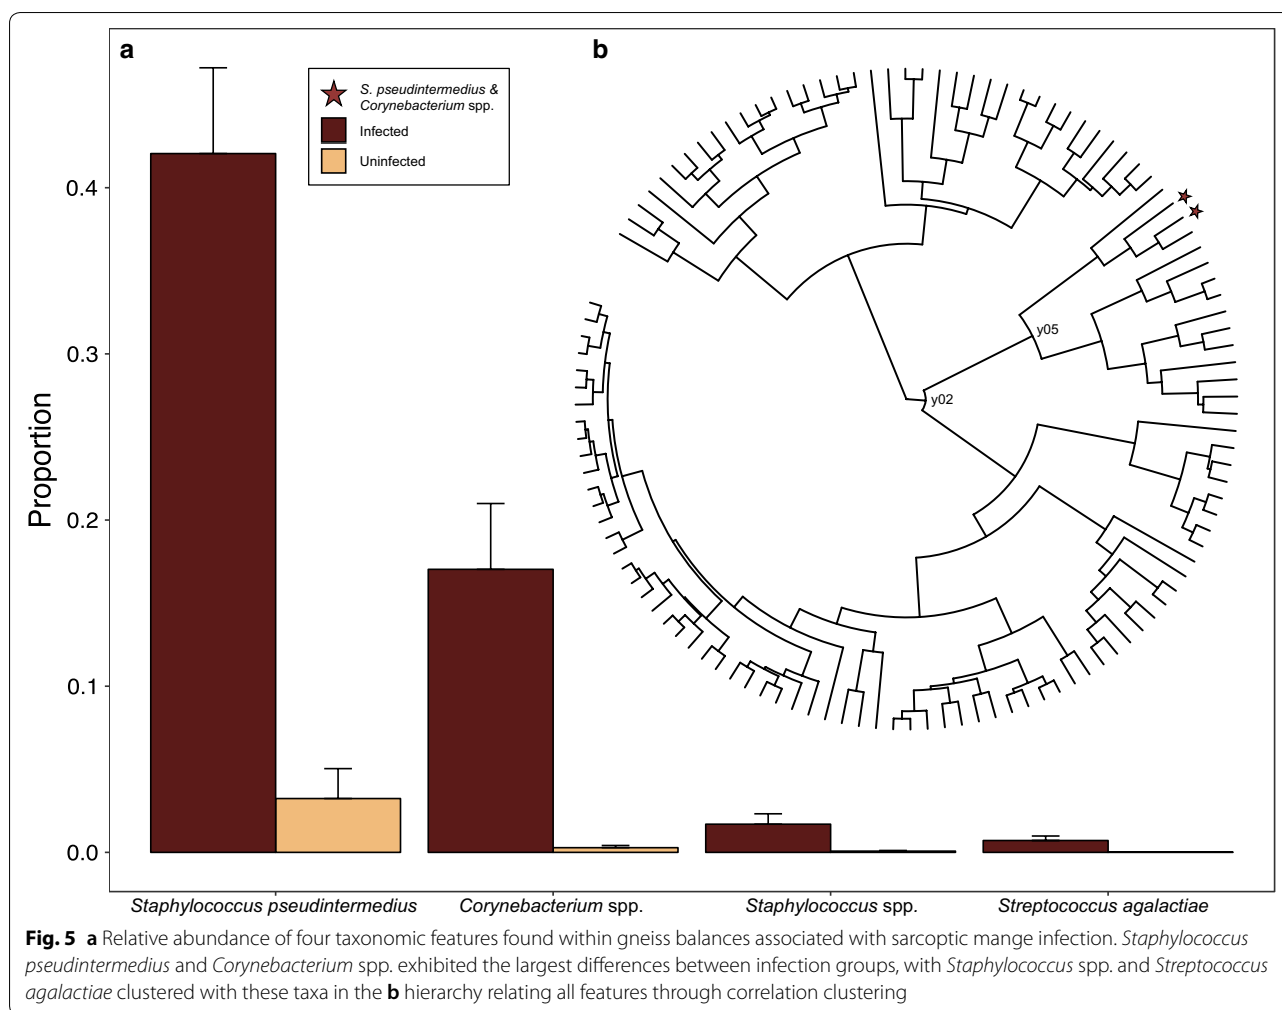 a
b
S. pseudintermedius &
Corynebacterium spp.
Infected
Uninfected
Proportion
0.4
0.3
0.2
0.1
0.0
y05
y02
Staphylococcus pseudintermedius
Corynebacterium spp.
Staphylococcus spp.
Streptococcus agalactiae
Fig. 5 a Relative abundance of four taxonomic features found within gneiss balances associated with sarcoptic mange infection. Staphylococcus
pseudintermedius and Corynebacterium spp. exhibited the largest differences between infection groups, with Staphylococcus spp. and Streptococcus
agalactiae clustered with these taxa in the b hierarchy relating all features through correlation clustering